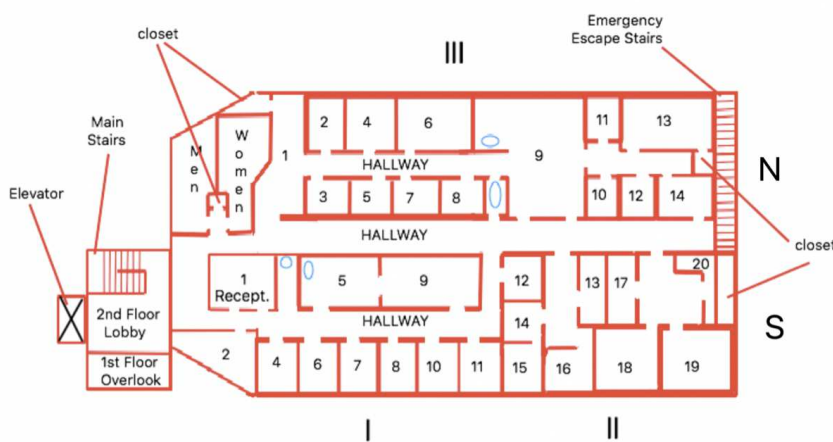 Emergency
Escape Stairs
closet
III
Main
Stairs
Elevator
Men
Women
1
2
4
6
11
13
HALLWAY
9
3
5
7
8
10
12
14
N
HALLWAY
closet
1
Recept.
5
9
12
13
17
20
2nd Floor
Lobby
HALLWAY
14
S
1st Floor
Overlook
2
4
6
7
8
10
11
15
16
18
19
I
II